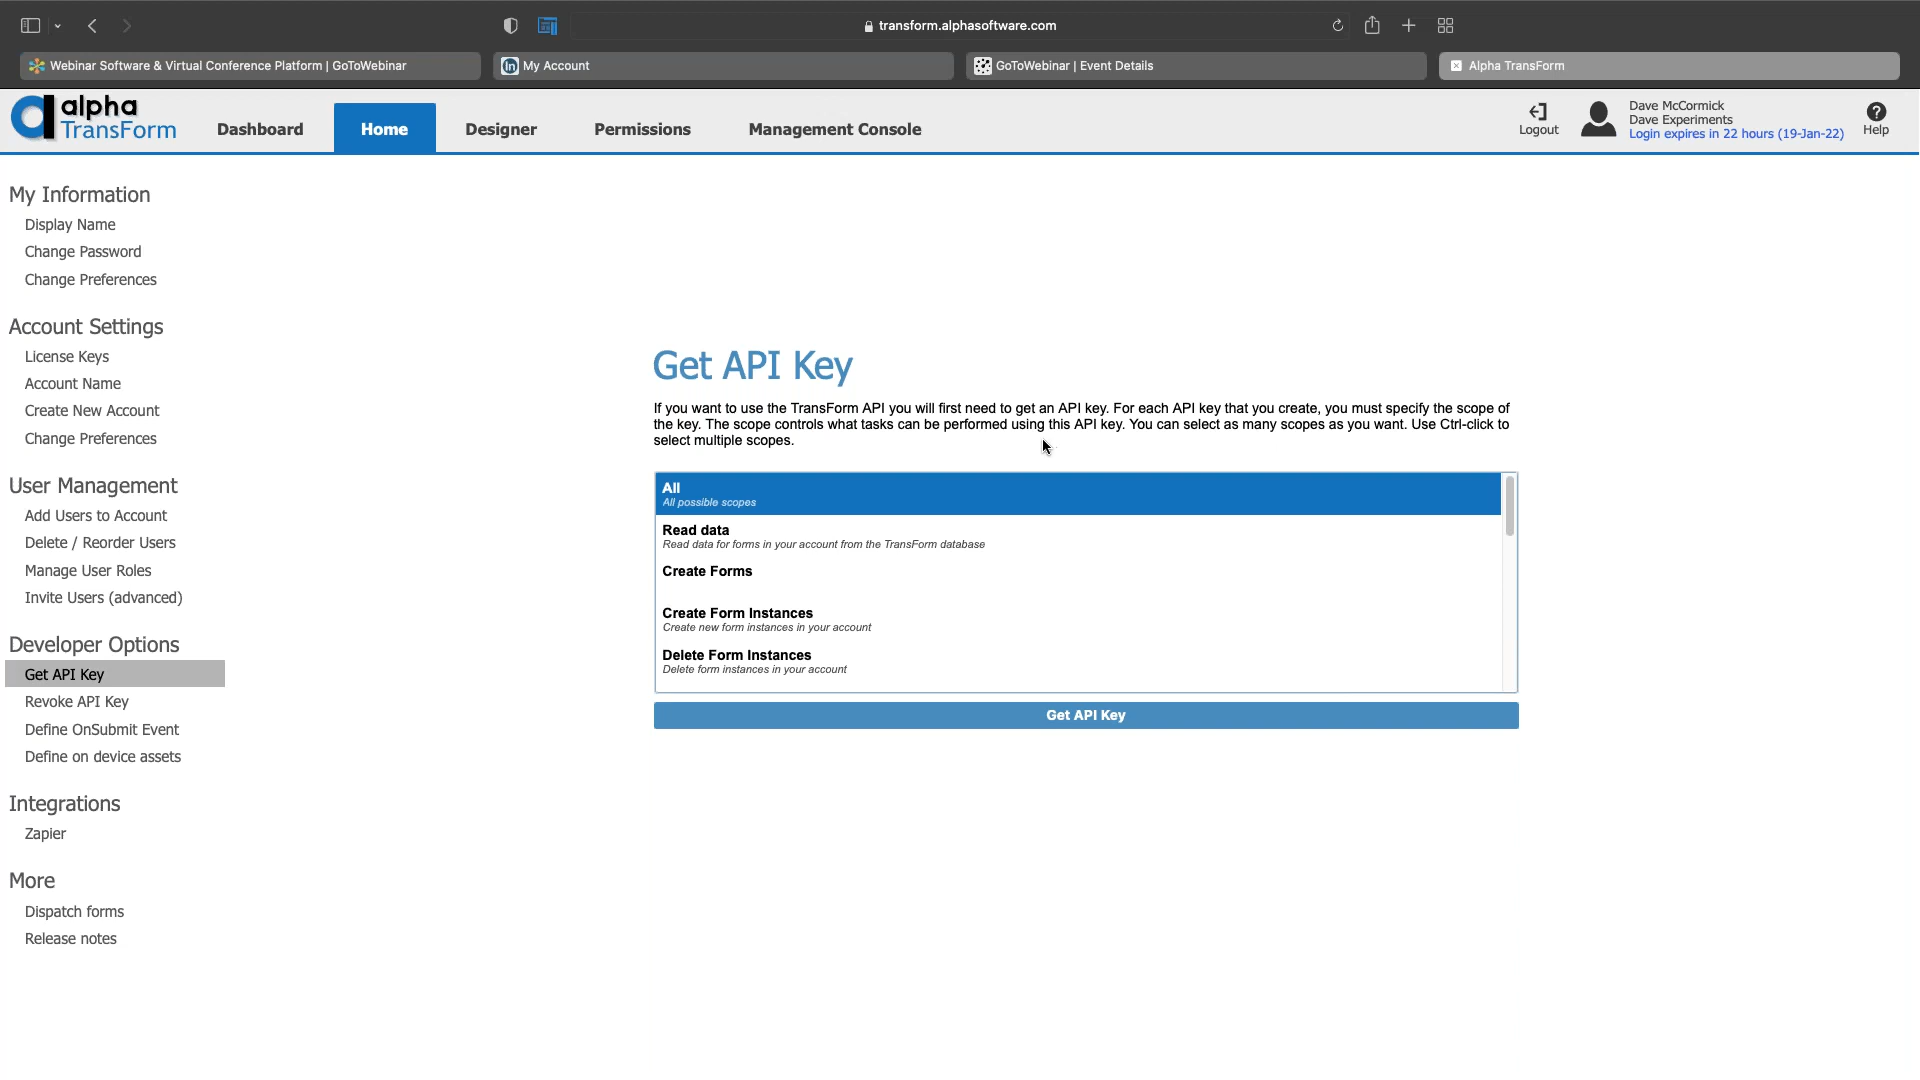 transform.alphasoftware.com
Webinar Software & Virtual Conference Platform | GoToWebinar
in My Account
GoToWebinar | Event Details
Alpha TransForm
alpha
TransForm
Dashboard
Home
Designer
Permissions
Management Console
Logout
Dave McCormick
Dave Experiments
Login expires in 22 hours (19-Jan-22)
?
Help
My Information
Display Name
Change Password
Change Preferences
Account Settings
License Keys
Account Name
Create New Account
Change Preferences
User Management
Add Users to Account
Delete / Reorder Users
Manage User Roles
Invite Users (advanced)
Developer Options
Get API Key
Revoke API Key
Define OnSubmit Event
Define on device assets
Integrations
Zapier
More
Dispatch forms
Release notes
Get API Key
If you want to use the TransForm API you will first need to get an API key. For each API key that you create, you must specify the scope of
the key. The scope controls what tasks can be performed using this API key. You can select as many scopes as you want. Use Ctrl-click to
select multiple scopes.
All
All possible scopes
Read data
Read data for forms in your account from the TransForm database
Create Forms
Create Form Instances
Create new form instances in your account
Delete Form Instances
Delete form instances in your account
Get API Key